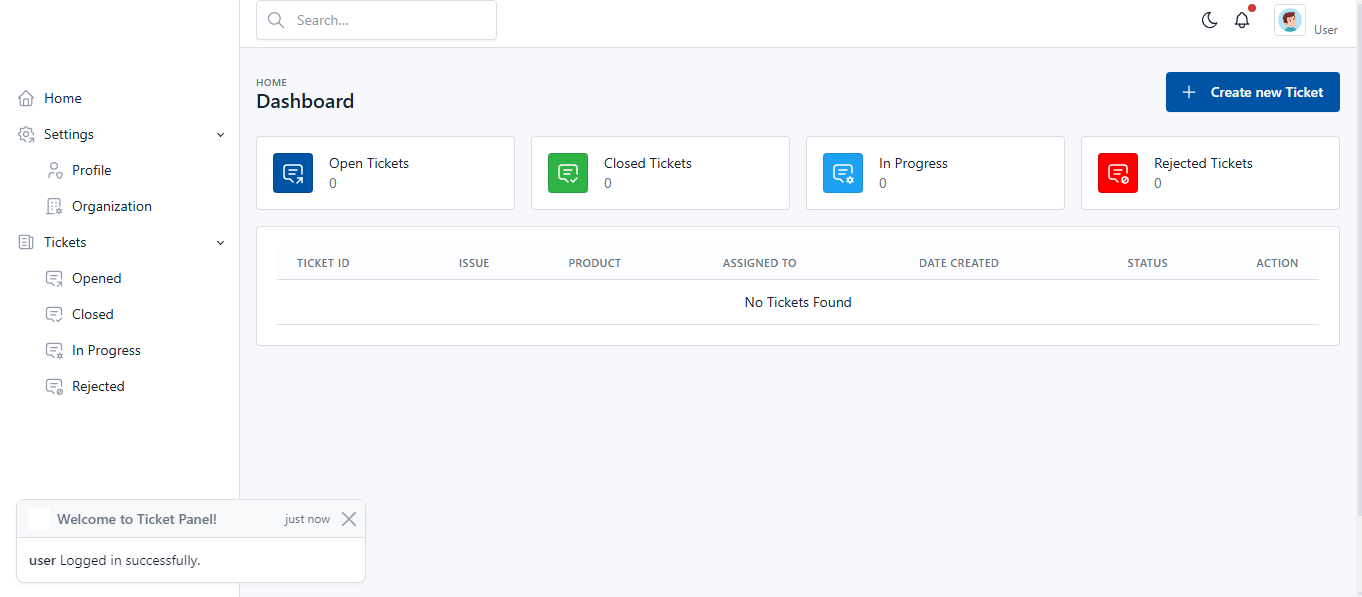 Search...
User
Home
Settings
Profile
Organization
Tickets
Opened
Closed
In Progress
Rejected
HOME
Dashboard
Create new Ticket
Open Tickets
0
Closed Tickets
0
In Progress
0
Rejected Tickets
0
TICKET ID ISSUE PRODUCT ASSIGNED TO DATE CREATED STATUS ACTION
No Tickets Found
Welcome to Ticket Panel! just now
user Logged in successfully.